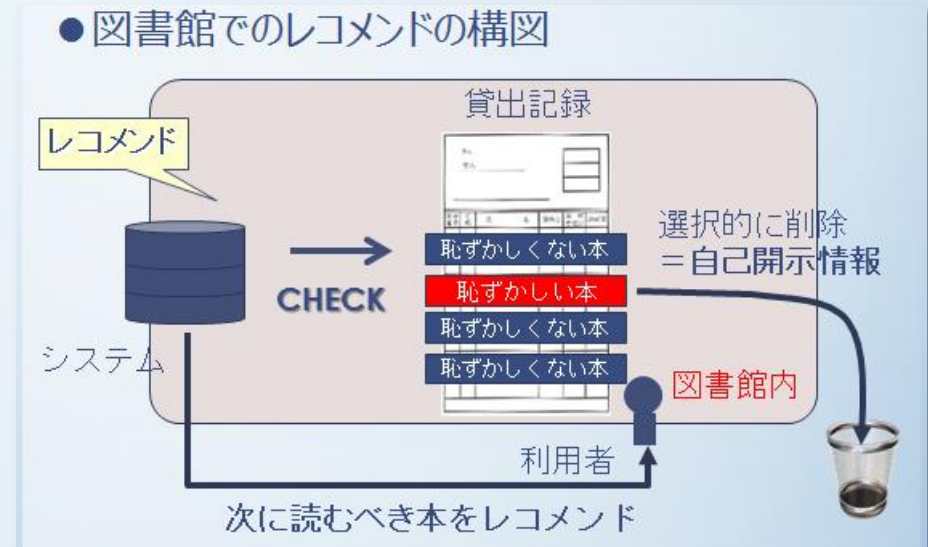 ●図書館でのレコメンドの構図
貸出記録
レコメンド
選択的に削除
＝自己開示情報
恥ずかしくない本
CHECK
恥ずかしい本
恥ずかしくない本
システム
恥ずかしくない本
図書館内
利用者
次に読むべき本をレコメンド